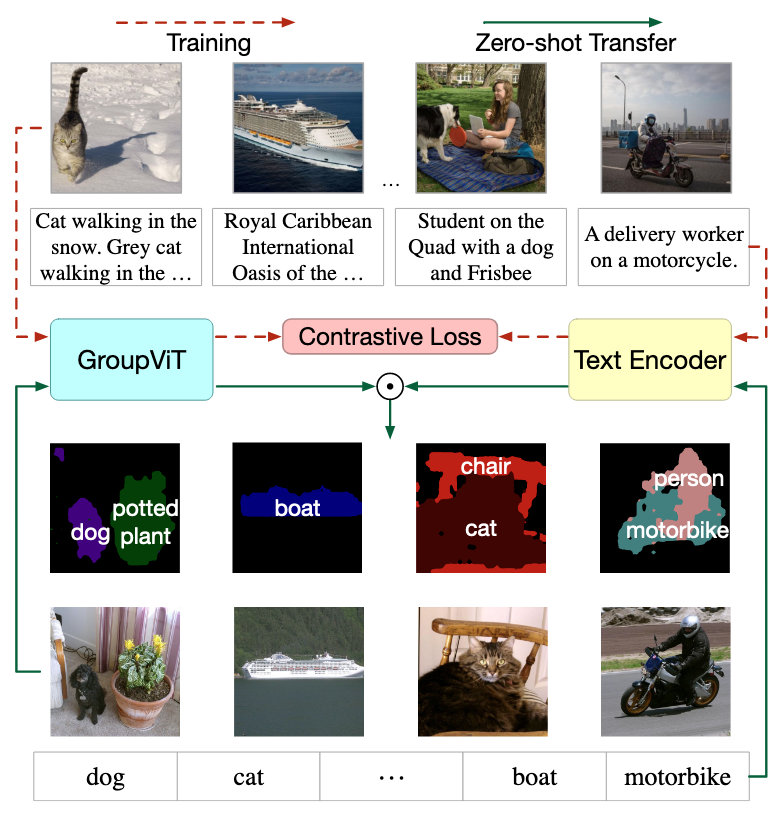 Training
Zero-shot Transfer
...
Cat walking in the
snow. Grey cat
walking in the …
Royal Caribbean
International
Oasis of the …
Student on the
Quad with a dog
and Frisbee
A delivery worker
on a motorcycle.
GroupViT
Contrastive Loss
Text Encoder
dog
potted
plant
boat
chair
cat
person
motorbike
dog
cat
…
boat
motorbike